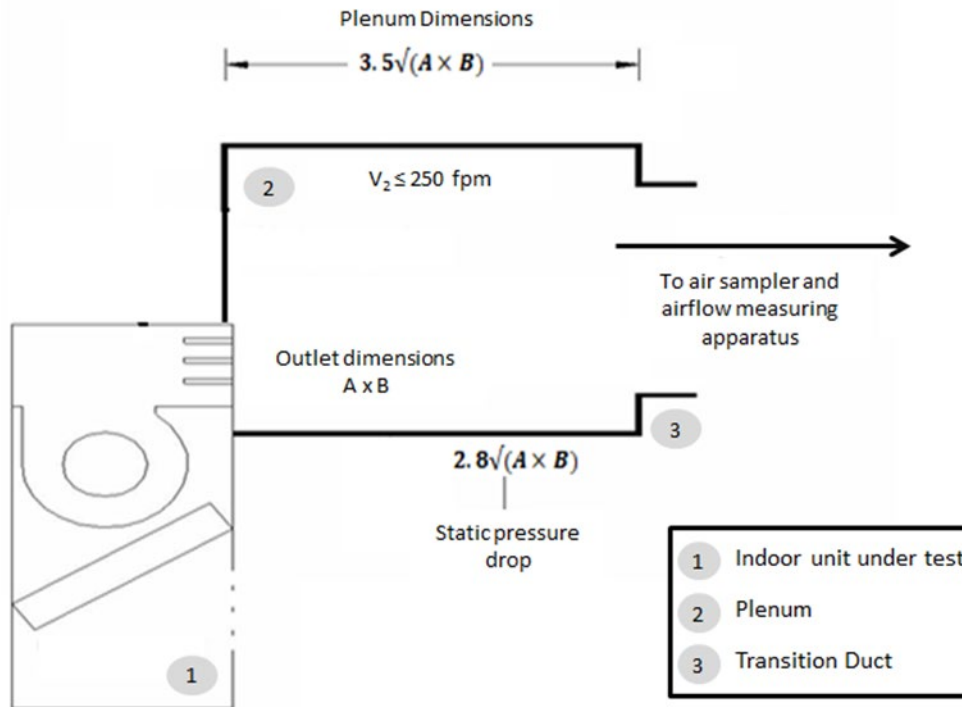 Plenum Dimensions
3.5√(A × B)
2
V₂ ≤ 250 fpm
To air sampler and
airflow measuring
apparatus
Outlet dimensions
A x B
3
2.8√(A × B)
Static pressure
drop
1
1 Indoor unit under test
2 Plenum
3 Transition Duct